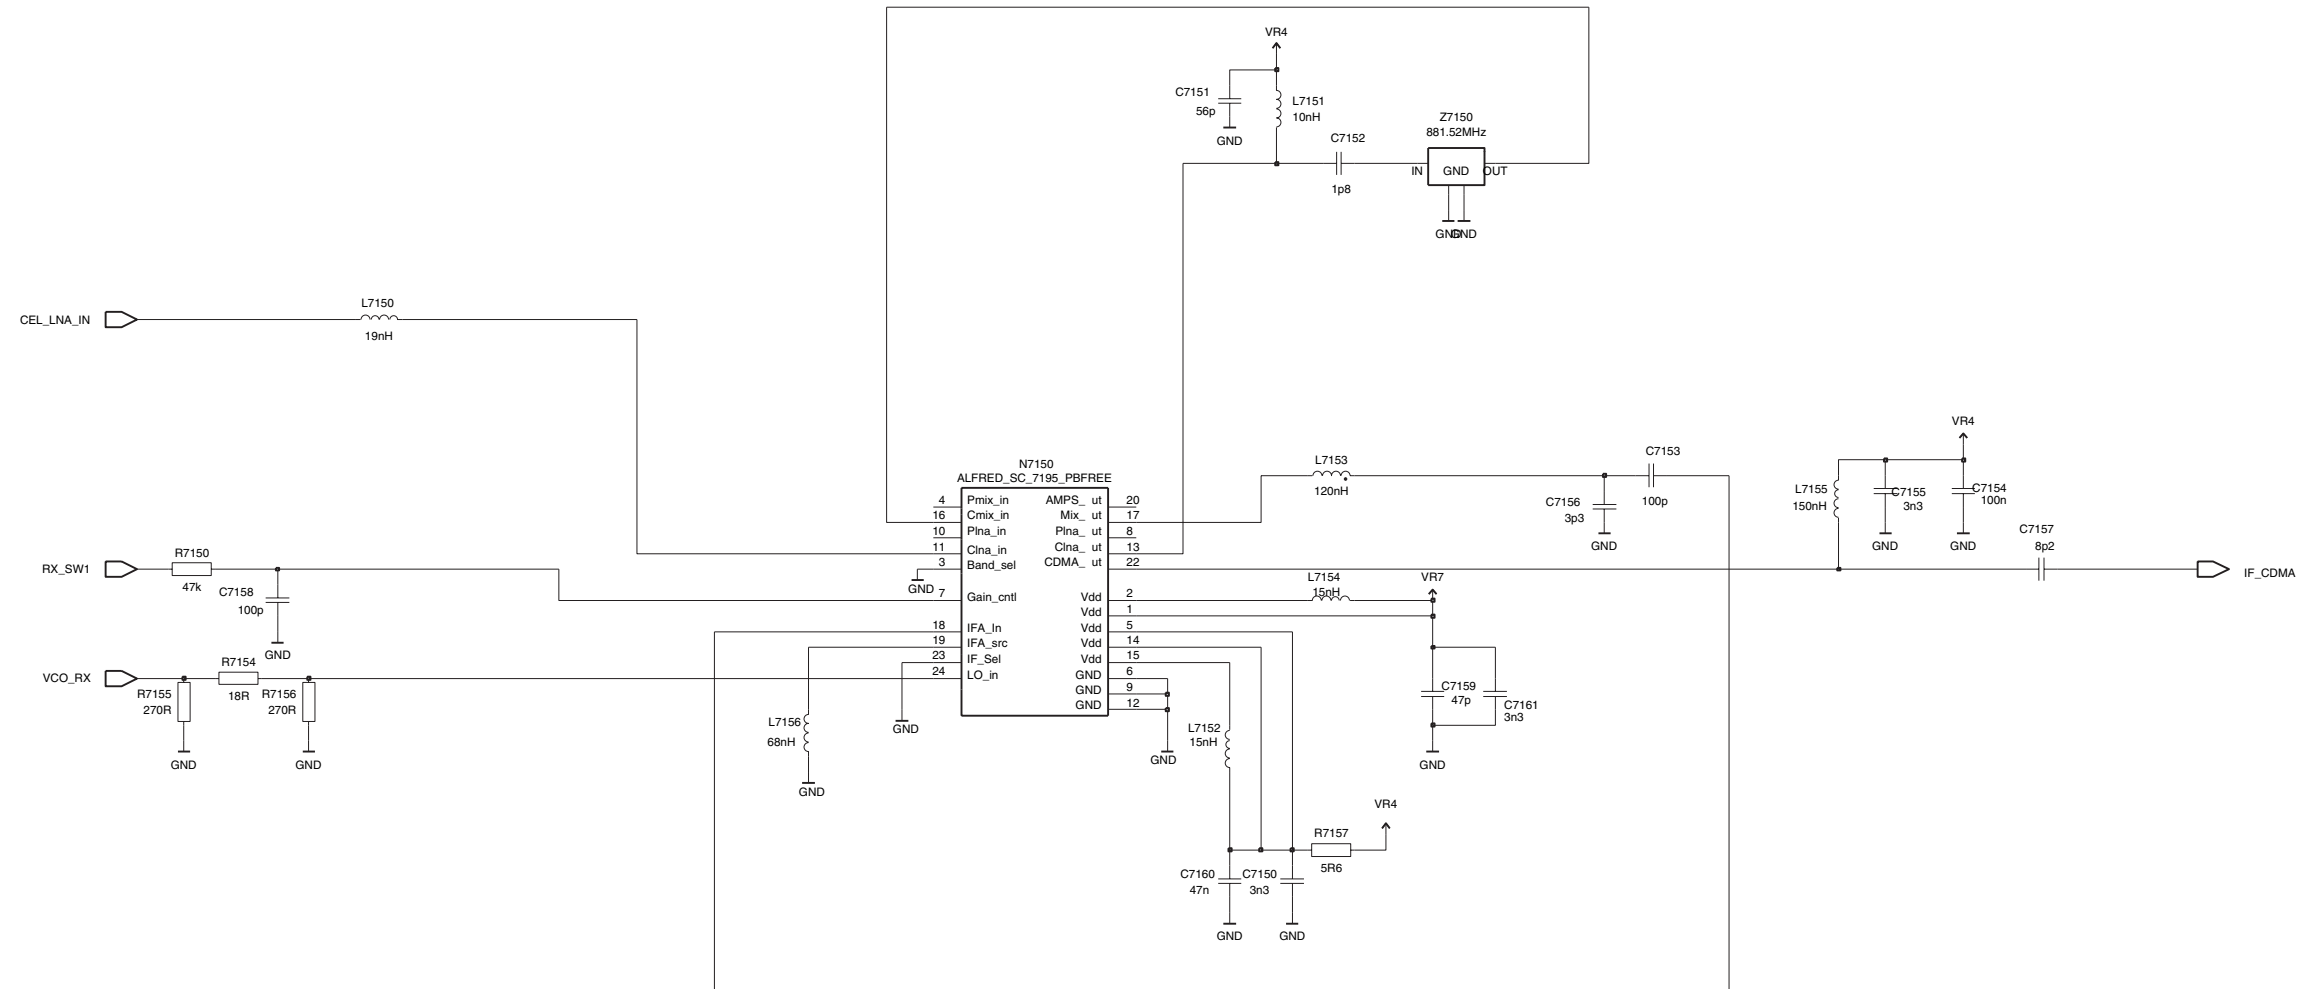 VR4
C7151
56p
GND
L7151
10nH
C7152
1p8
Z7150
881.52MHz
IN
GND
OUT
GND
GND
CEL_LNA_IN
L7150
19nH
N7150
ALFRED_SC_7195_PBFREE
4 Pmix_in AMPS_ ut 20
16 Cmix_in Mix_ ut 17
10 Plna_in Plna_ ut 8
11 Clna_in Clna_ ut 13
3 Band_sel CDMA_ ut 22
GND
7 Gain_cntl Vdd 2
Vdd 1
18 IFA_In Vdd 5
19 IFA_src Vdd 14
23 IF_Sel Vdd 15
24 LO_in GND 6
GND 9
GND 12
L7153
120nH
C7156
3p3
GND
C7153
100p
VR4
L7155
150nH
C7155
3n3
GND
C7154
100n
GND
C7157
8p2
IF_CDMA
RX_SW1
R7150
47k
C7158
100p
GND
VCO_RX
R7155
270R
GND
R7154
18R
R7156
270R
GND
L7156
68nH
GND
GND
L7154
15nH
VR7
C7159
47p
C7161
3n3
GND
GND
L7152
15nH
VR4
R7157
5R6
C7160
47n
GND
C7150
3n3
GND